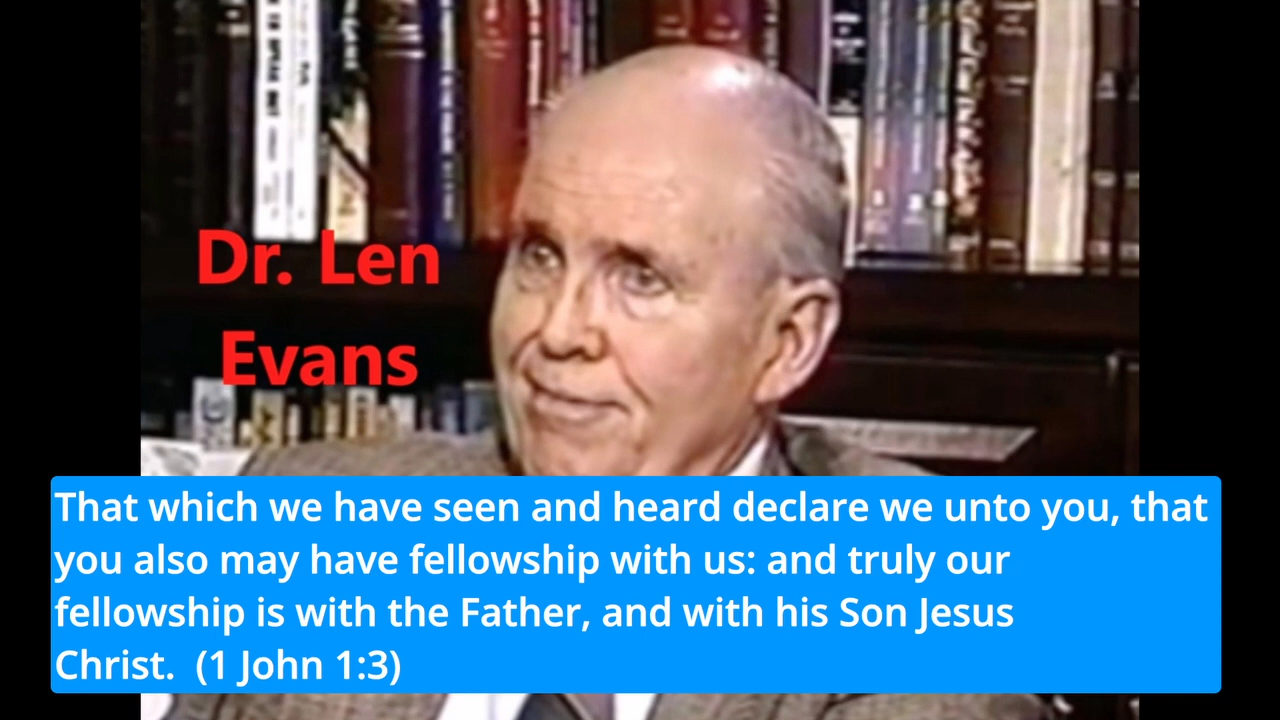 Dr. Len
Evans
That which we have seen and heard declare we unto you, that
you also may have fellowship with us: and truly our
fellowship is with the Father, and with his Son Jesus
Christ.  (1 John 1:3)